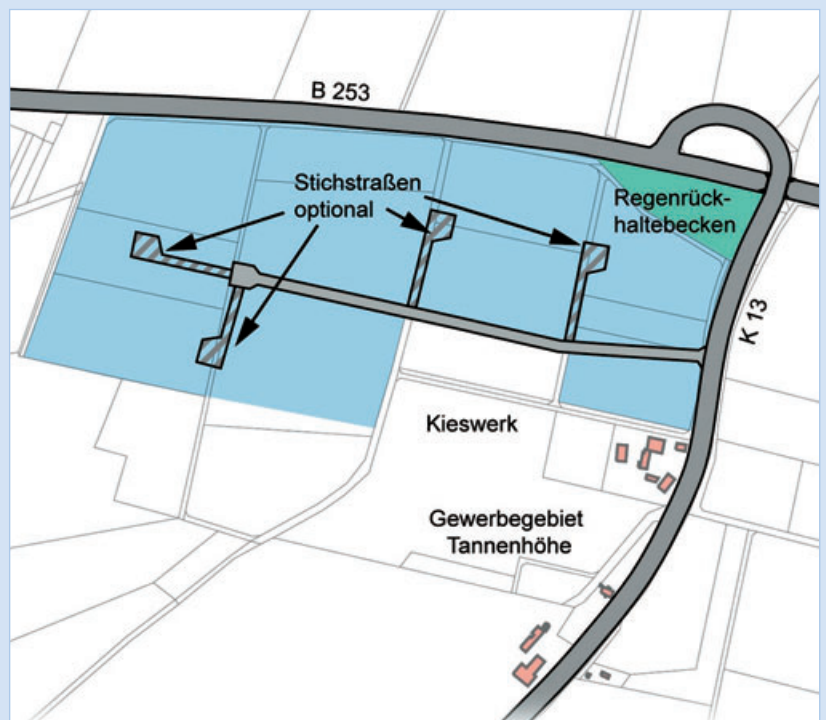 B 253
Stichstraßen
optional
Regenrück-
haltebecken
K 13
Kieswerk
Gewerbegebiet
Tannenhöhe